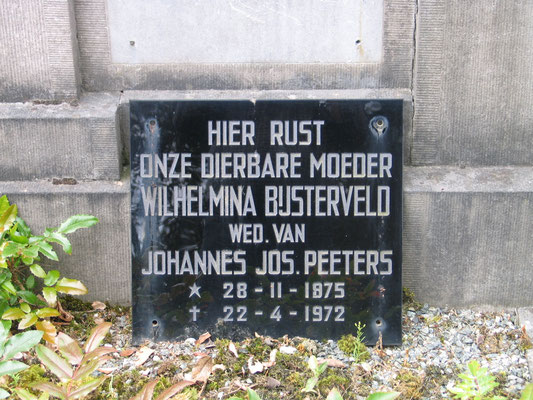 HIER RUST
ONZE DIERBARE MOEDER
WILHELMINA BIJSTERVELD
WED. VAN
JOHANNES JOS. PEETERS
* 28-11-1875
† 22-4-1972